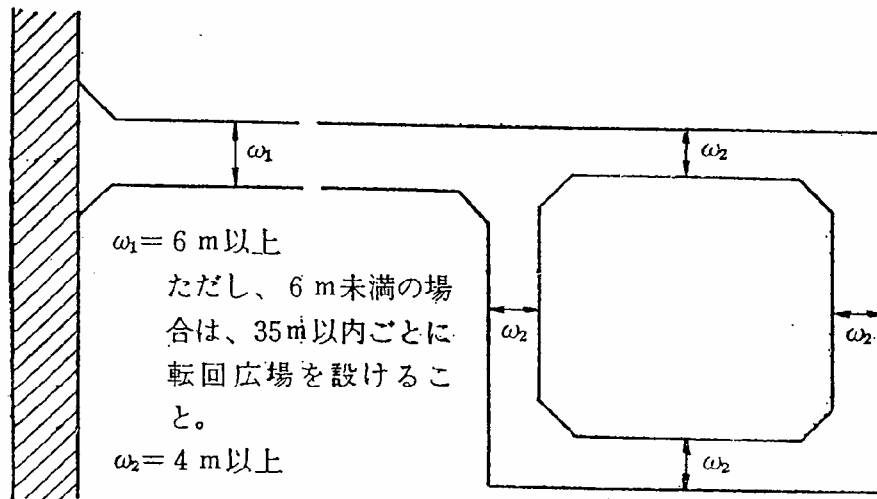 ω₁
ω₂
ω₁= 6 m以上
ただし、6 m未満の場
合は、35m以内ごとに
転回広場を設けるこ
と。
ω₂= 4 m以上
ω₂
ω₂
ω₂